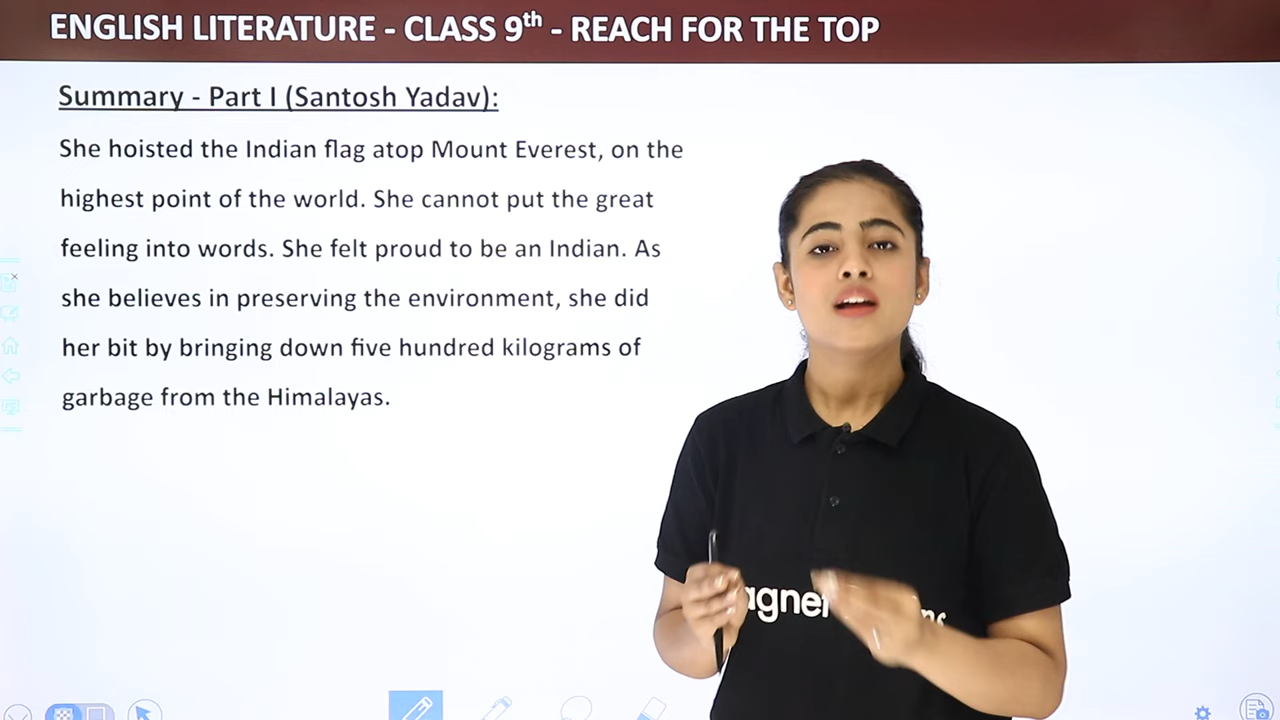 ENGLISH LITERATURE - CLASS 9th - REACH FOR THE TOP
Summary - Part I (Santosh Yadav):
She hoisted the Indian flag atop Mount Everest, on the
highest point of the world. She cannot put the great
feeling into words. She felt proud to be an Indian. As
she believes in preserving the environment, she did
her bit by bringing down five hundred kilograms of
garbage from the Himalayas.